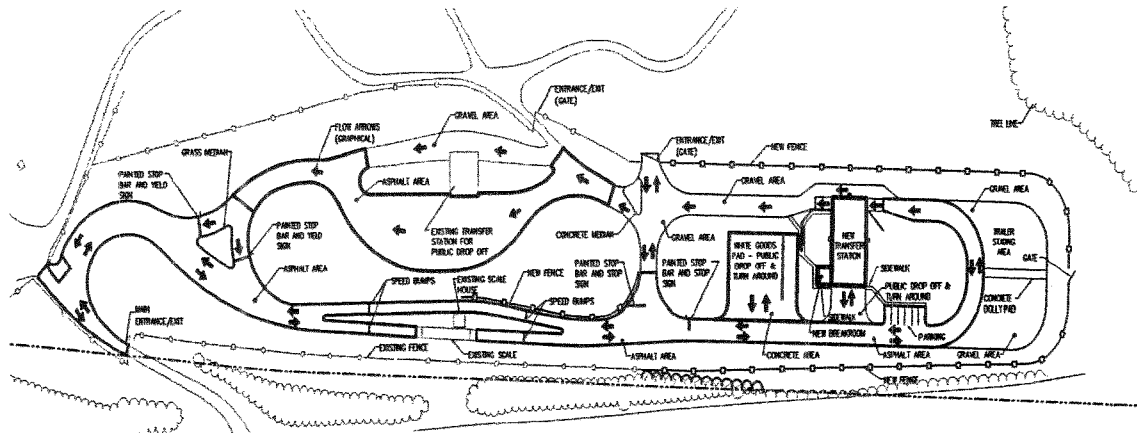 ENTRANCE/EXIT
(GATE)
GRAVEL AREA
FLOW ARROWS
(GRAPHICAL)
GRASS MEDIAN
PAINTED STOP
BAR AND YIELD
SIGN
ASPHALT AREA
ENTRANCE/EXIT
(GATE)
NEW FENCE
TREE LINE
GRAVEL AREA
GRAVEL AREA
EXISTING TRANSFER
STATION FOR
PUBLIC DROP OFF
CONCRETE MEDIAN
GRAVEL AREA
PAINTED STOP
BAR AND YIELD
SIGN
WHITE GOODS
PAD - PUBLIC
DROP OFF &
TURN AROUND
NEW
TRANSFER
STATION
TRAILER
STAGING AREA
GATE
ASPHALT AREA
SPEED BUMPS
EXISTING SCALE
HOUSE
NEW FENCE
PAINTED STOP
BAR AND STOP
SIGN
PAINTED STOP
BAR AND STOP
SIGN
SIDEWALK
PUBLIC DROP OFF &
TURN AROUND
CONCRETE
DOLLY PAD
SPEED BUMPS
SIDEWALK
NEW BREAKROOM
PARKING
MAIN
ENTRANCE/EXIT
EXISTING FENCE
EXISTING SCALE
ASPHALT AREA
CONCRETE AREA
ASPHALT AREA
GRAVEL AREA
NEW FENCE